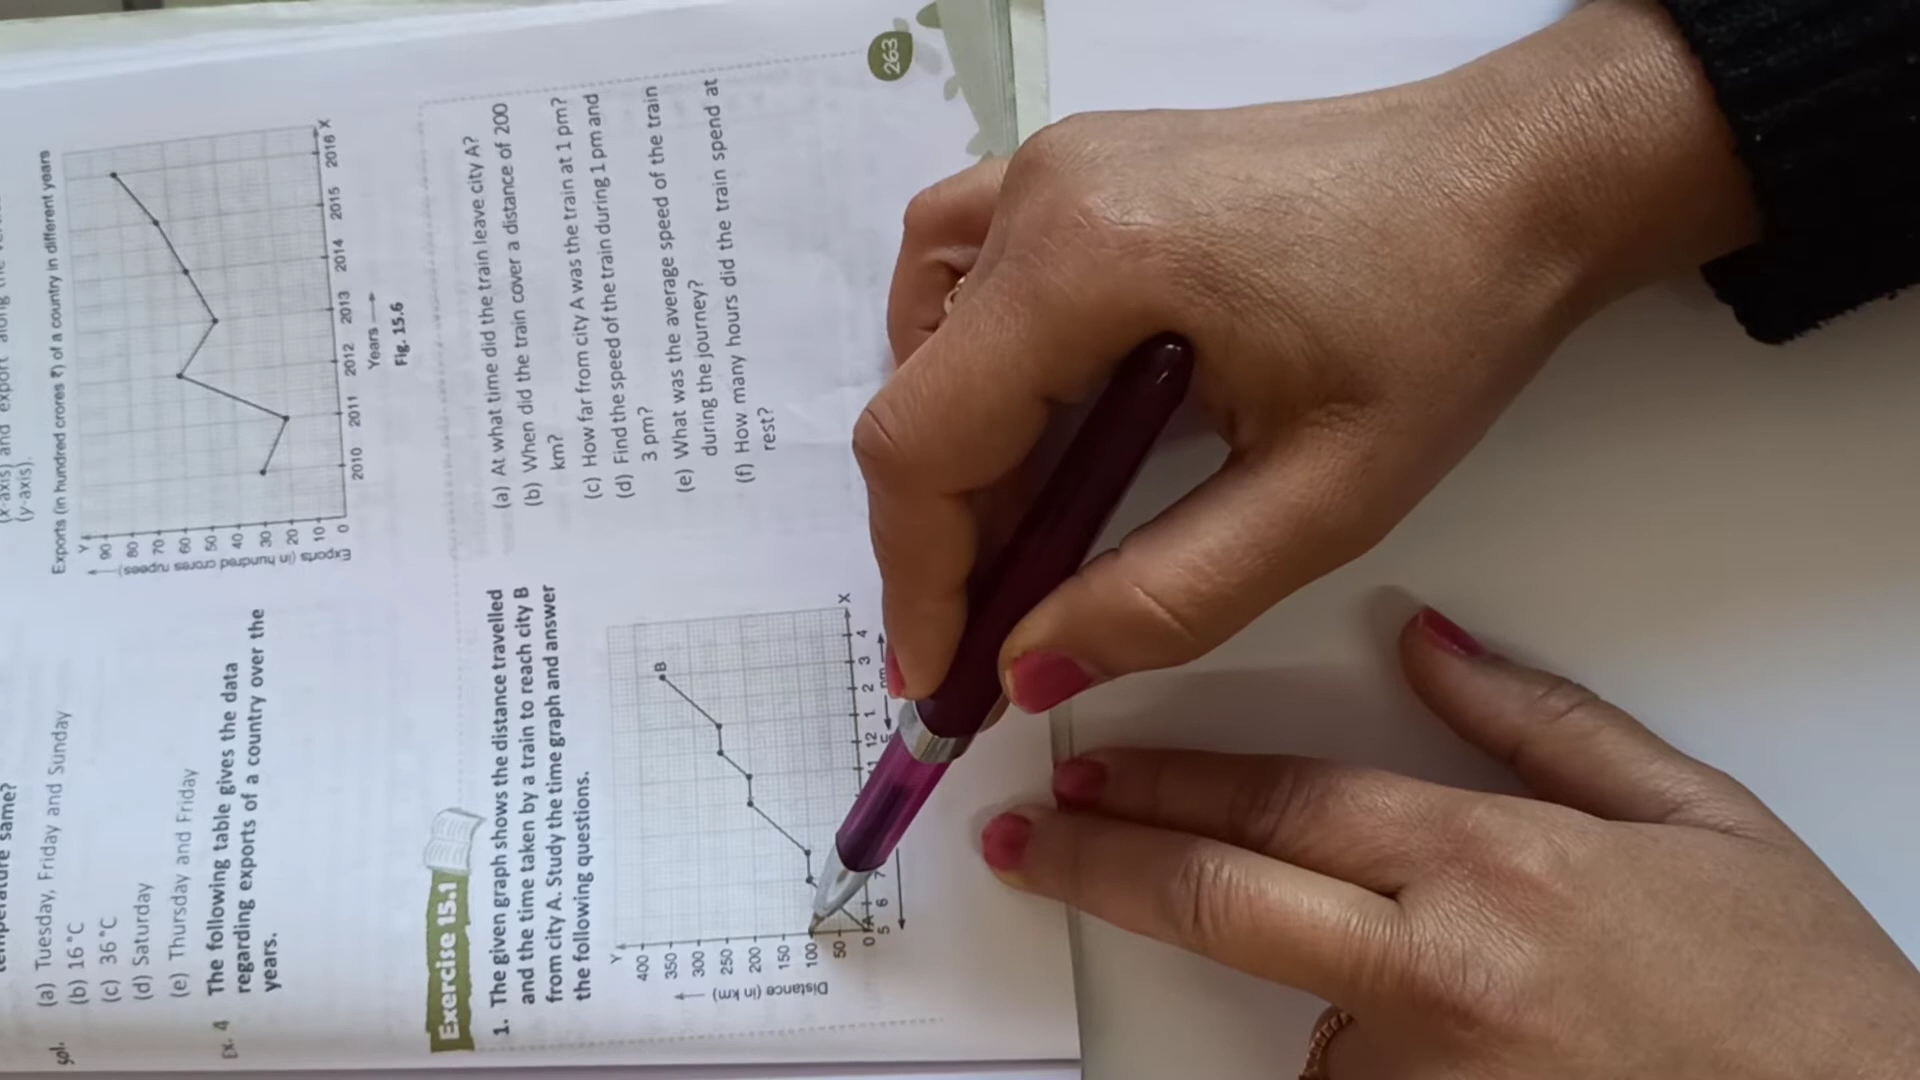 (x-axis) and export along the
(y-axis).
temperature same?
Sol. (a) Tuesday, Friday and Sunday
(b) 16 °C
(c) 36 °C
(d) Saturday
(e) Thursday and Friday
Ex. 4 The following table gives the data
regarding exports of a country over the
years.
Exports (in hundred crores ₹) of a country in different years
Y
90
80
70
60
50
40
30
20
10
0
Exports (in hundred crores rupees)
2010 2011 2012 2013 2014 2015 2016 X
Years
Fig. 15.6
Exercise 15.1
1. The given graph shows the distance travelled
and the time taken by a train to reach city B
from city A. Study the time graph and answer
the following questions.
Y
400
350
300
250
200
150
100
50
0
Distance (in km)
B
A
5 6 7 12 1 2 3 4 X
pm
(a) At what time did the train leave city A?
(b) When did the train cover a distance of 200
km?
(c) How far from city A was the train at 1 pm?
(d) Find the speed of the train during 1 pm and
3 pm?
(e) What was the average speed of the train
during the journey?
(f) How many hours did the train spend at
rest?
263